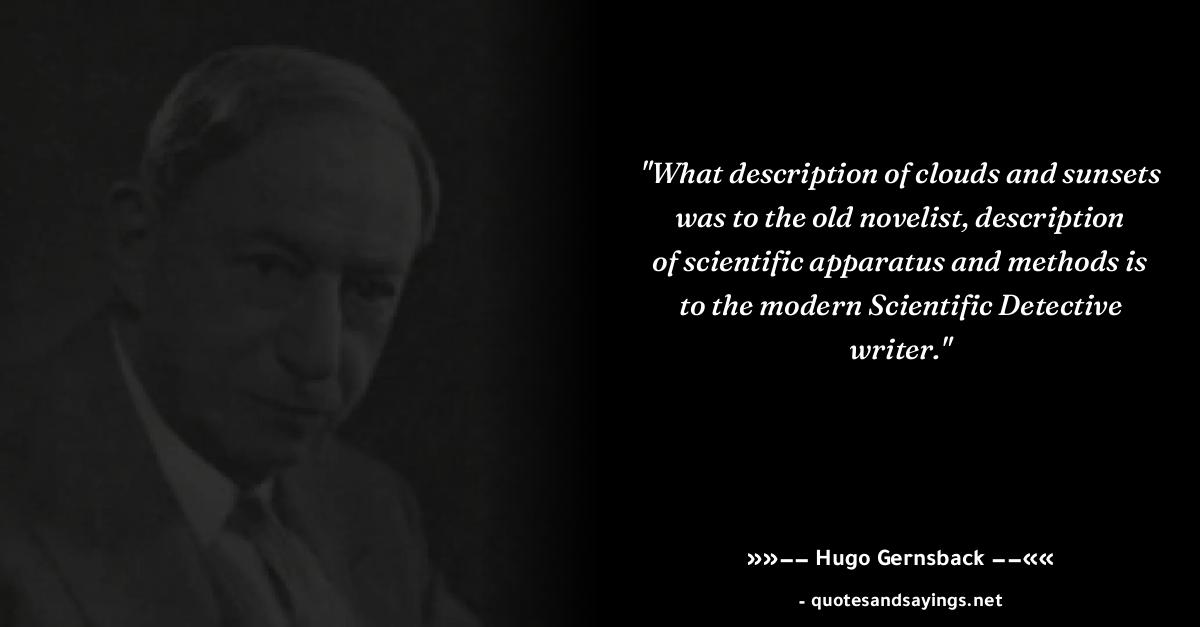 "What description of clouds and sunsets
was to the old novelist, description
of scientific apparatus and methods is
to the modern Scientific Detective
writer."
»»−− Hugo Gernsback −−««
- quotesandsayings.net